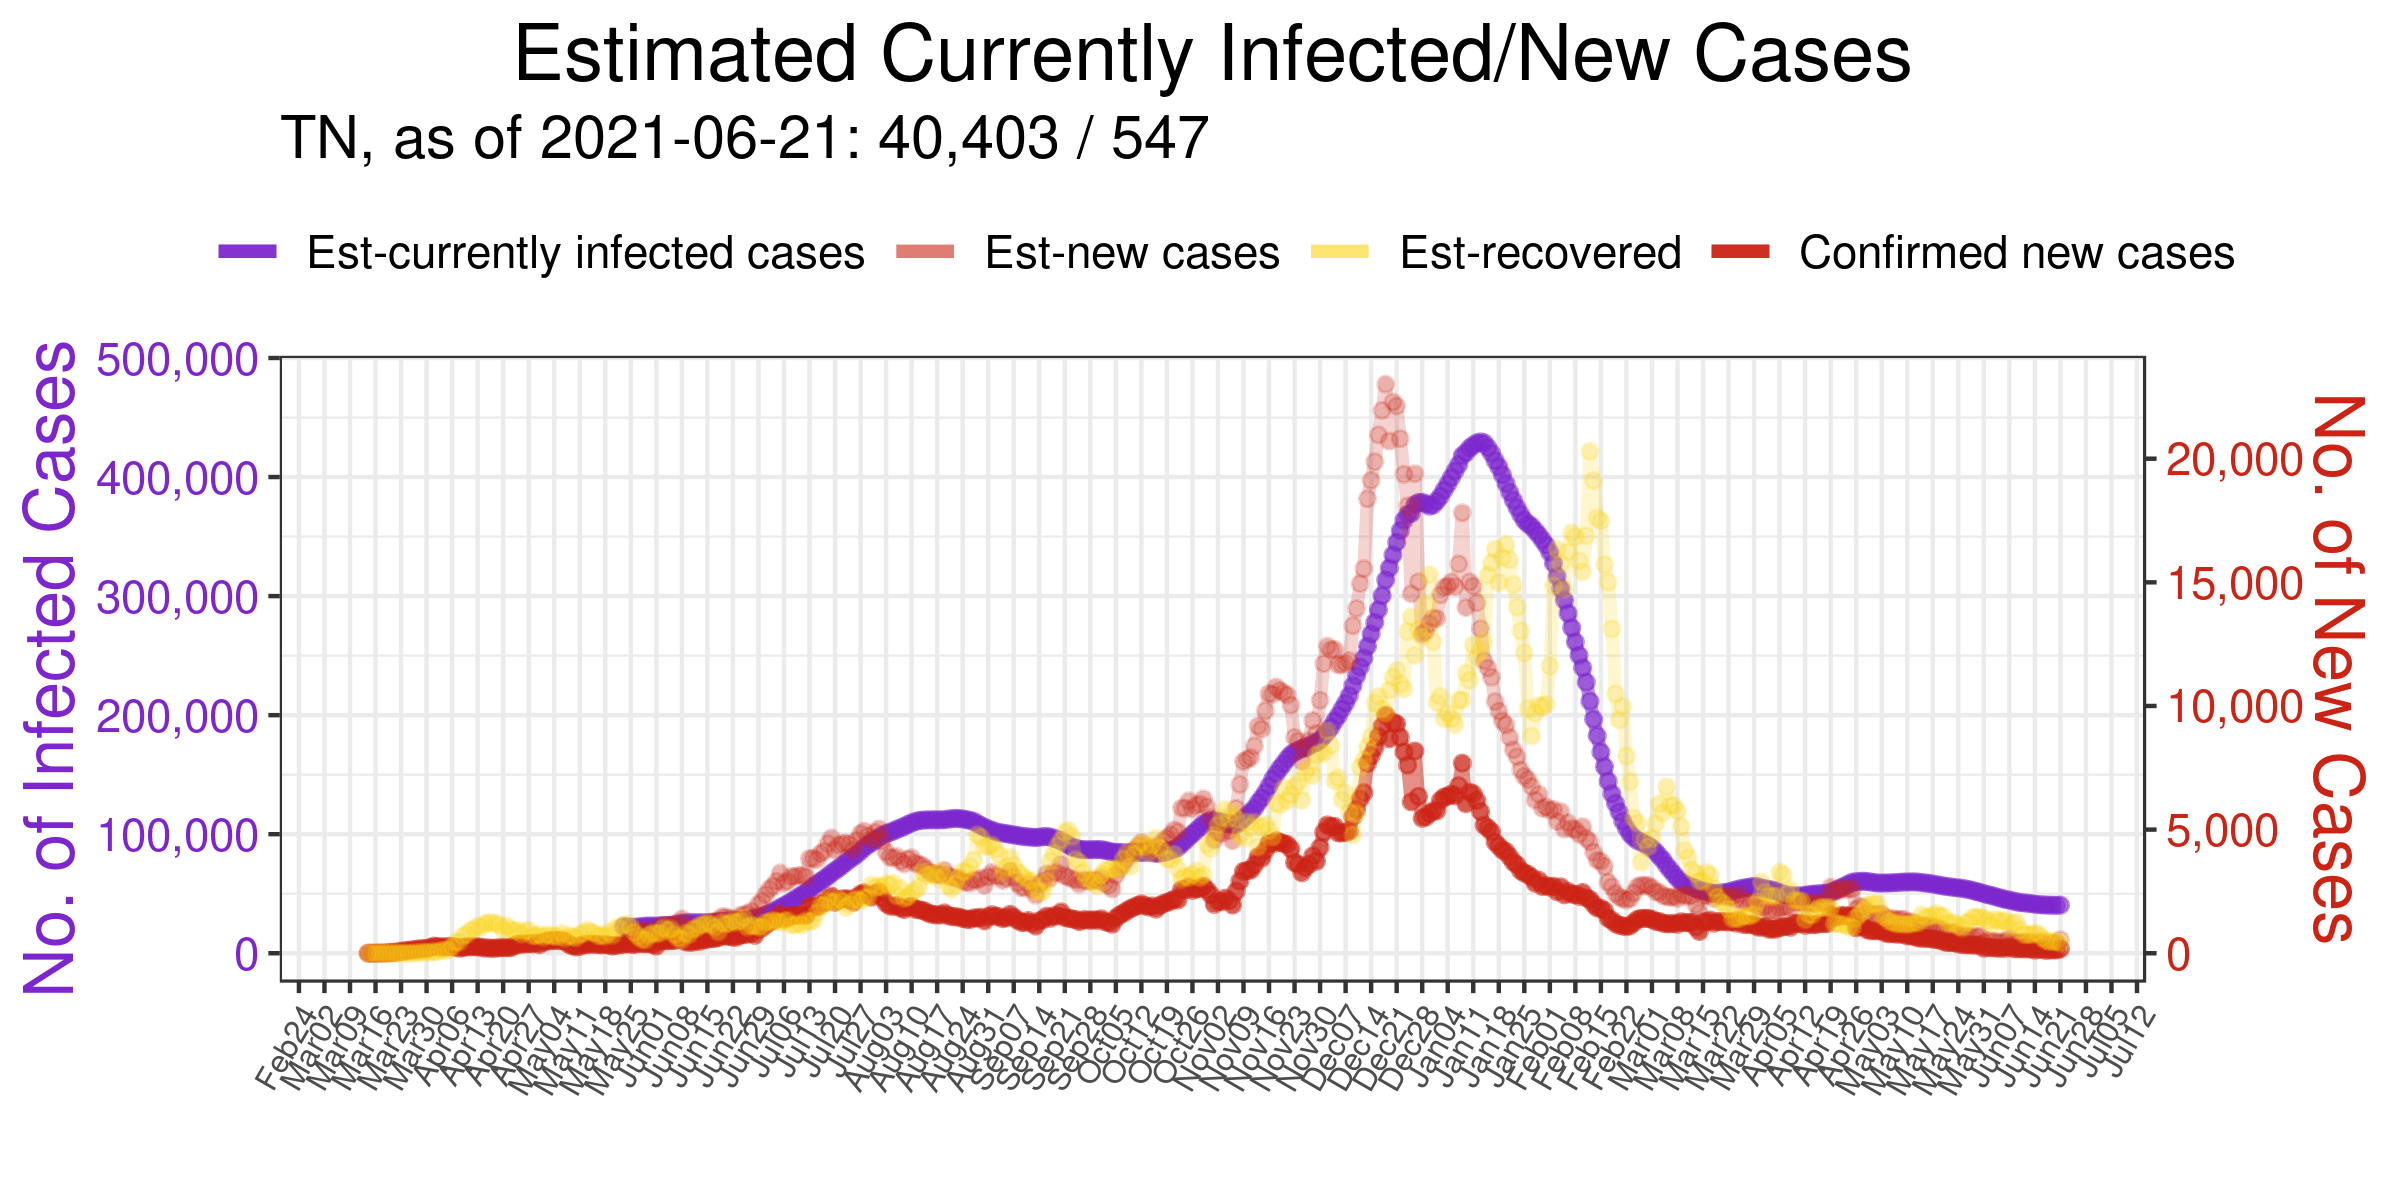 Estimated Currently Infected/New Cases
TN, as of 2021-06-21: 40,403 / 547
Est-currently infected cases
Est-new cases
Est-recovered
Confirmed new cases
No. of Infected Cases
500,000
400,000
300,000
200,000
100,000
0
20,000
15,000
10,000
5,000
0
No. of New Cases
Feb24
Mar02
Mar09
Mar16
Mar23
Mar30
Apr06
Apr13
Apr20
Apr27
May04
May11
May18
May25
Jun01
Jun08
Jun15
Jun22
Jun29
Jul06
Jul13
Jul20
Jul27
Aug03
Aug10
Aug17
Aug24
Aug31
Sep07
Sep14
Sep21
Sep28
Oct05
Oct12
Oct19
Oct26
Nov02
Nov09
Nov16
Nov23
Nov30
Dec07
Dec14
Dec21
Dec28
Jan04
Jan11
Jan18
Jan25
Feb01
Feb08
Feb15
Feb22
Mar01
Mar08
Mar15
Mar22
Mar29
Apr05
Apr12
Apr19
Apr26
May03
May10
May17
May24
May31
Jun07
Jun14
Jun21
Jun28
Jul05
Jul12